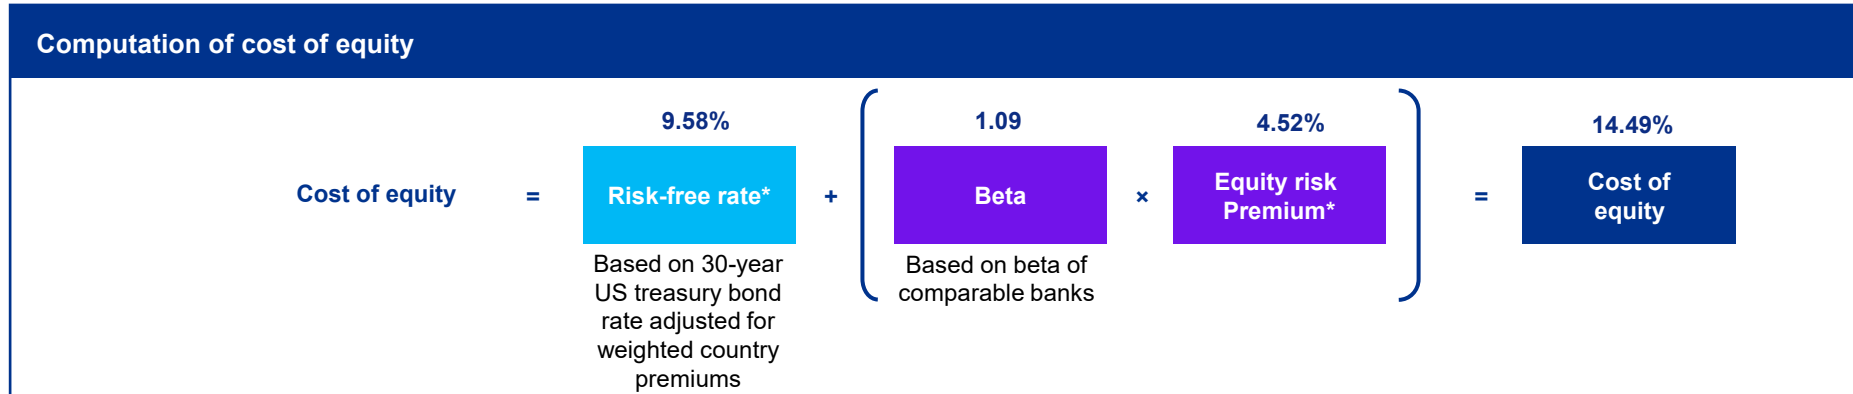 Computation of cost of equity
9.58%
1.09
4.52%
14.49%
Cost of equity
=
Risk-free rate*
+
Beta
×
Equity risk
Premium*
=
Cost of
equity
Based on 30-year
US treasury bond
rate adjusted for
weighted country
premiums
Based on beta of
comparable banks